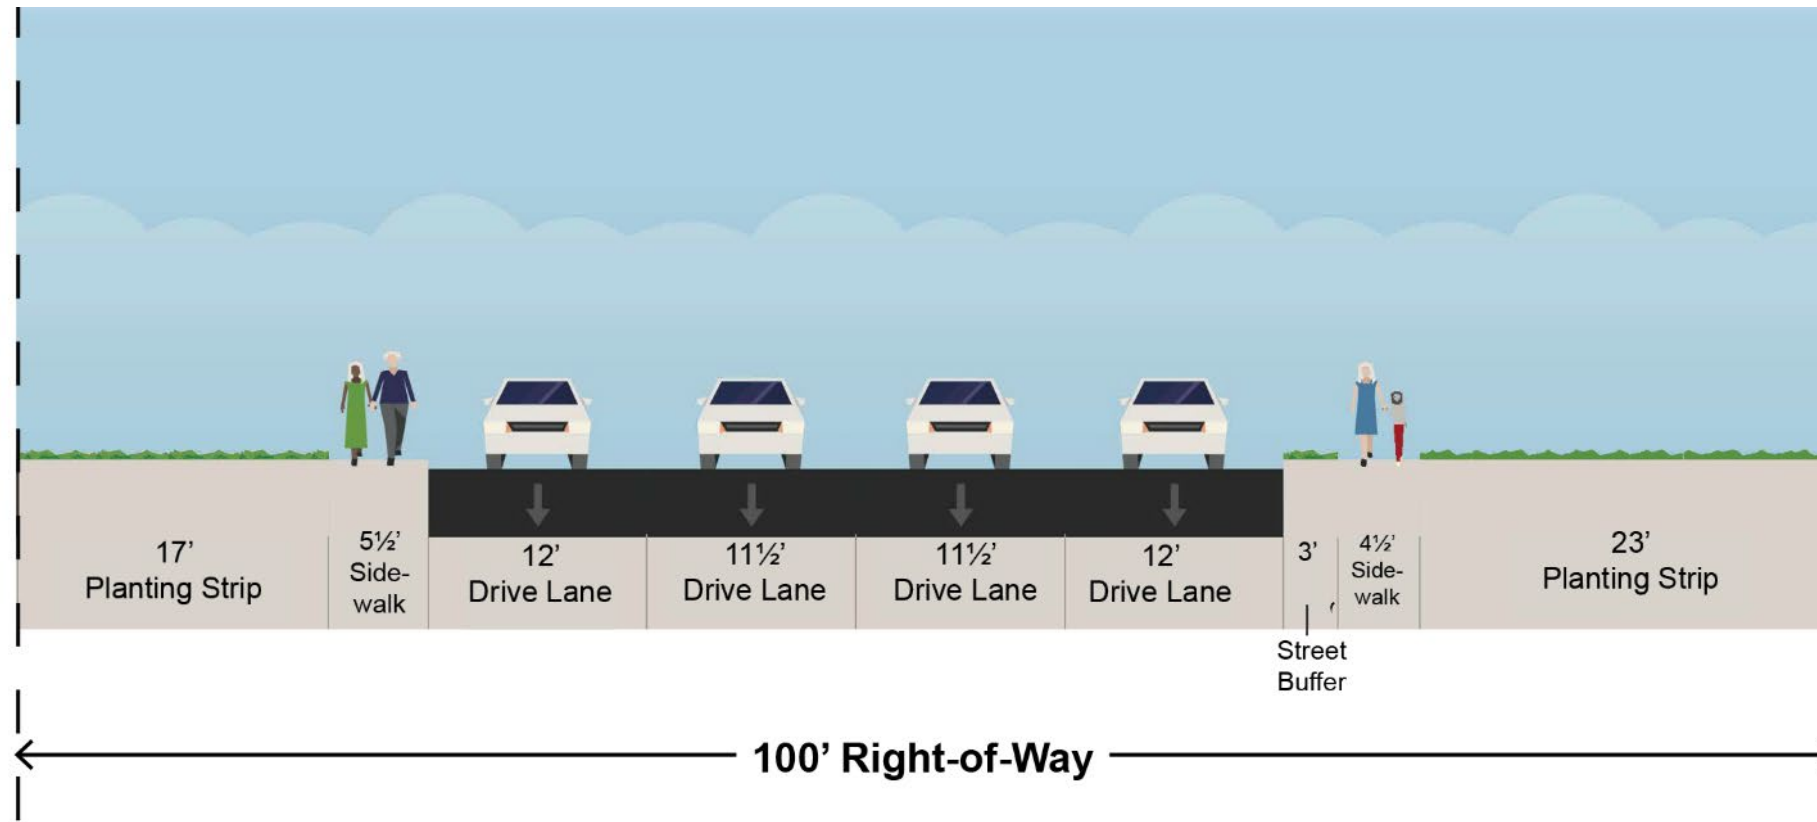 17’
Planting Strip
5½’
Side-
walk
12’
Drive Lane
11½’
Drive Lane
11½’
Drive Lane
12’
Drive Lane
3’
Street
Buffer
4½’
Side-
walk
23’
Planting Strip
100’ Right-of-Way